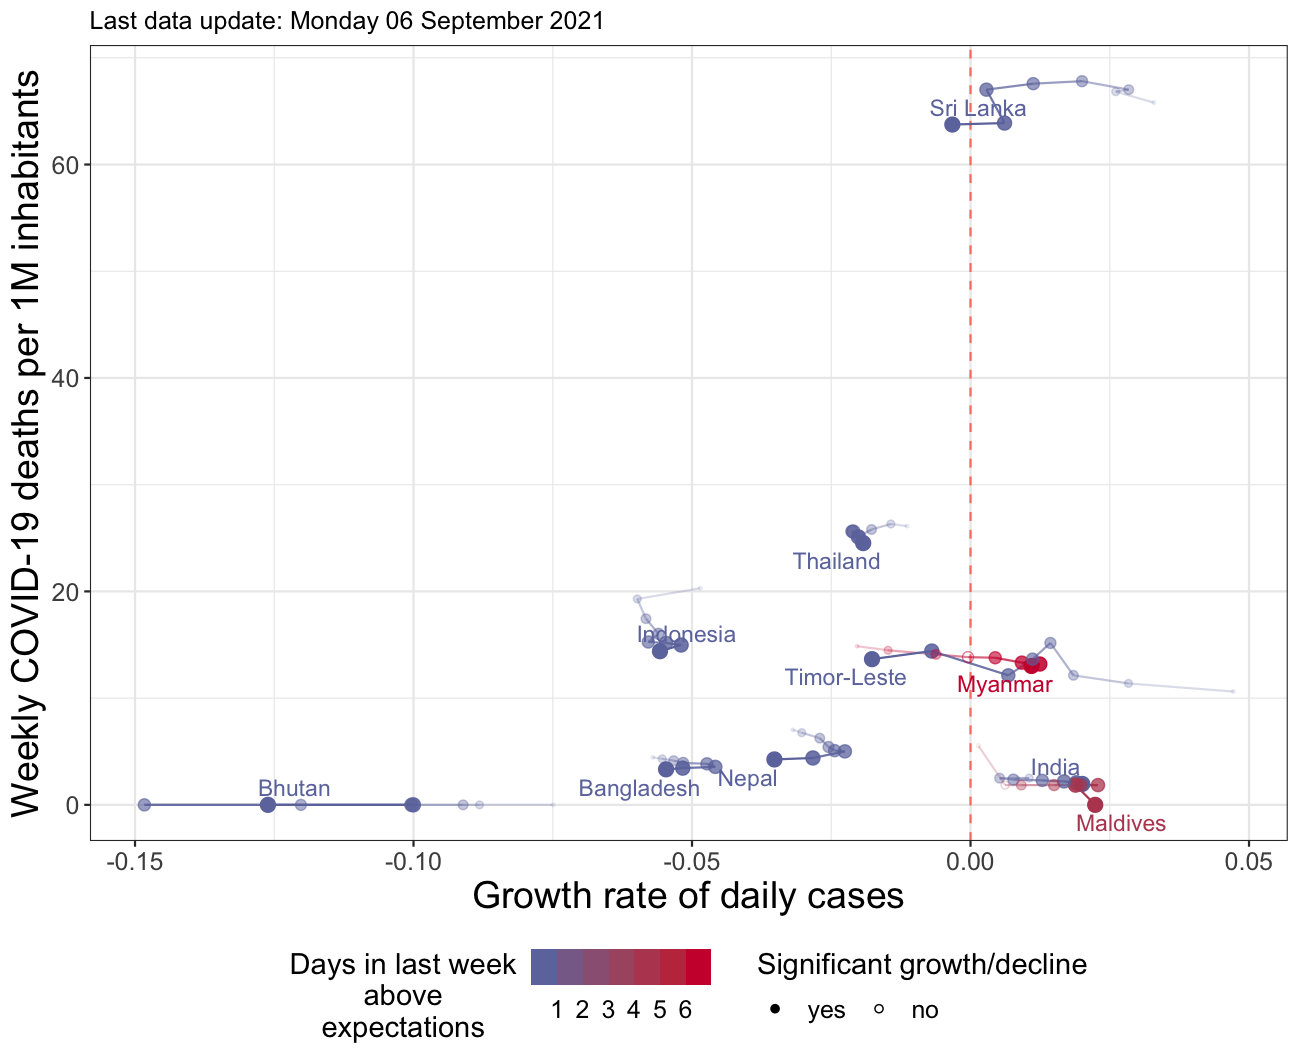 Last data update: Monday 06 September 2021
Weekly COVID-19 deaths per 1M inhabitants
60
40
20
0
Sri Lanka
Thailand
Indonesia
Timor-Leste
Myanmar
Bhutan
Bangladesh
Nepal
India
Maldives
-0.15
-0.10
-0.05
0.00
0.05
Growth rate of daily cases
Days in last week
above
expectations
1 2 3 4 5 6
Significant growth/decline
yes
no